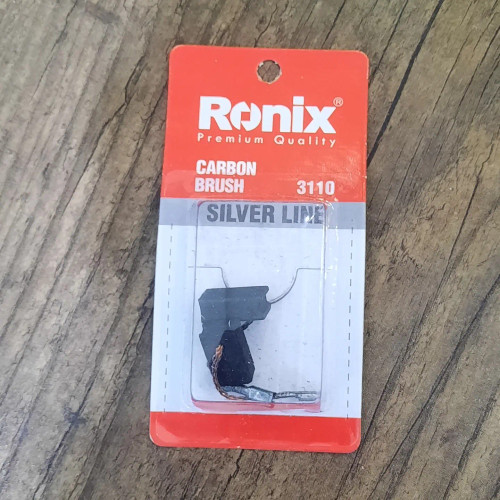 Ronix®
Premium Quality
CARBON
BRUSH 3110
SILVER LINE